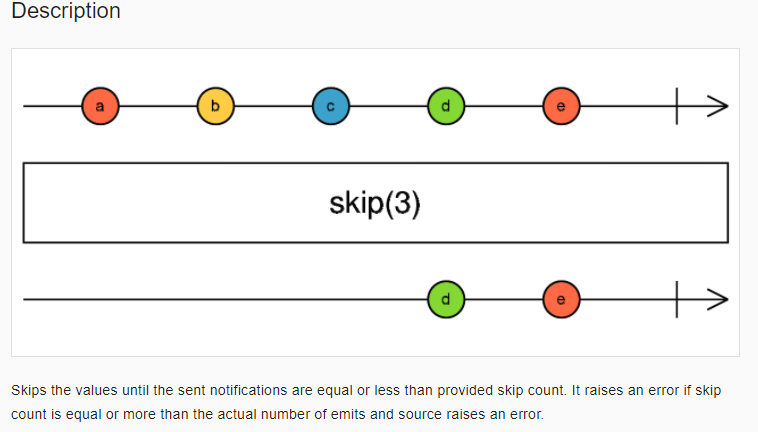 Description
a b c d e
skip(3)
d e
Skips the values until the sent notifications are equal or less than provided skip count. It raises an error if skip
count is equal or more than the actual number of emits and source raises an error.